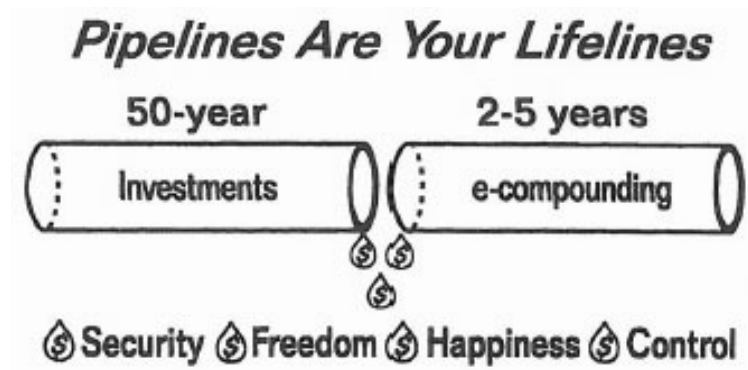 Pipelines Are Your Lifelines
50-year 2-5 years
Investments e-compounding
$ $
$
$ Security $ Freedom $ Happiness $ Control